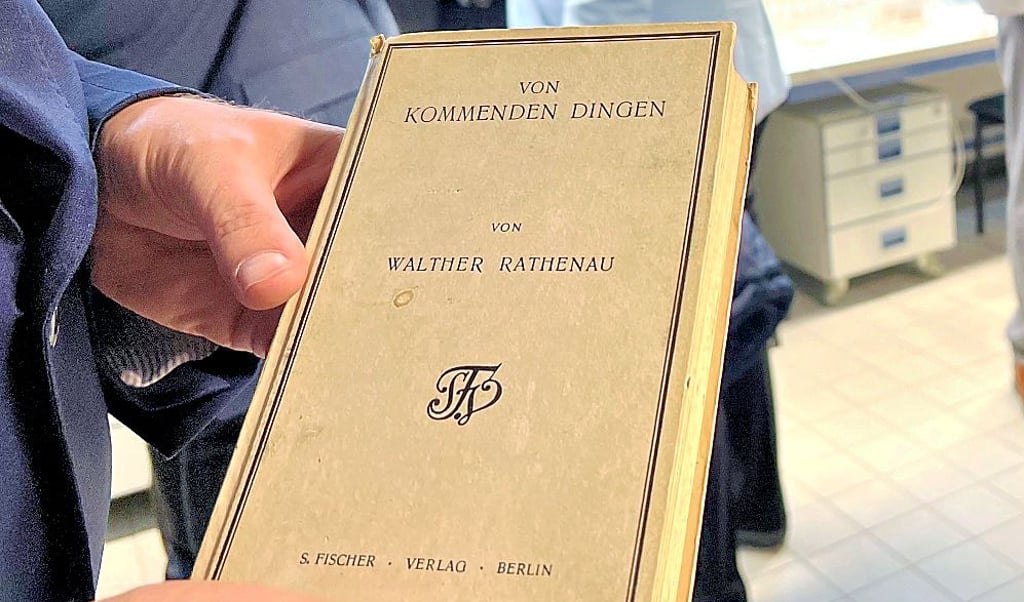 VON
KOMMENDEN DINGEN
VON
WALTHER RATHENAU
S. FISCHER · VERLAG · BERLIN